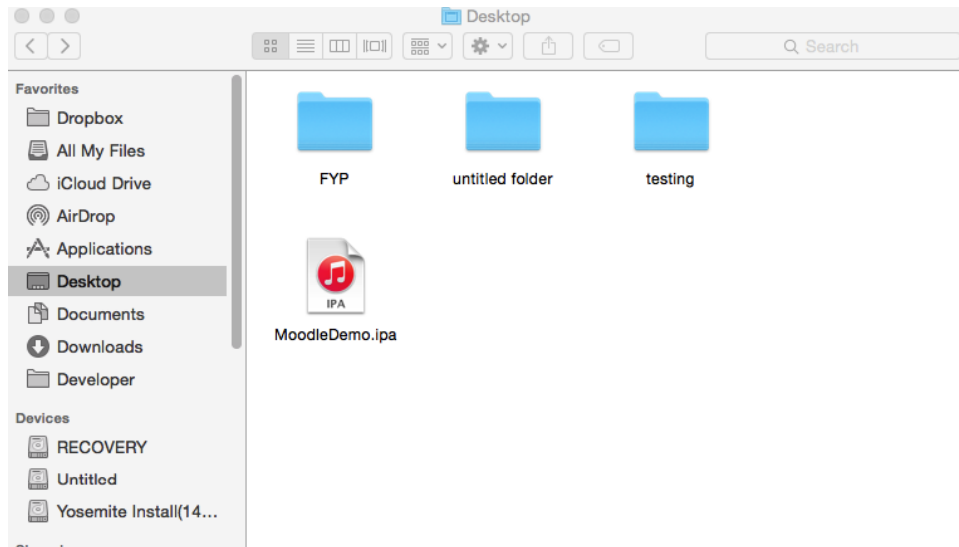 Desktop
Search
Favorites
Dropbox
All My Files
iCloud Drive
AirDrop
Applications
Desktop
Documents
Downloads
Developer
Devices
RECOVERY
Untitled
Yosemite Install(14...
FYP
untitled folder
testing
IPA
MoodleDemo.ipa